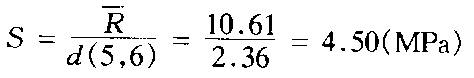 S = R̅ / d(5,6) = 10.61 / 2.36 = 4.50(MPa)